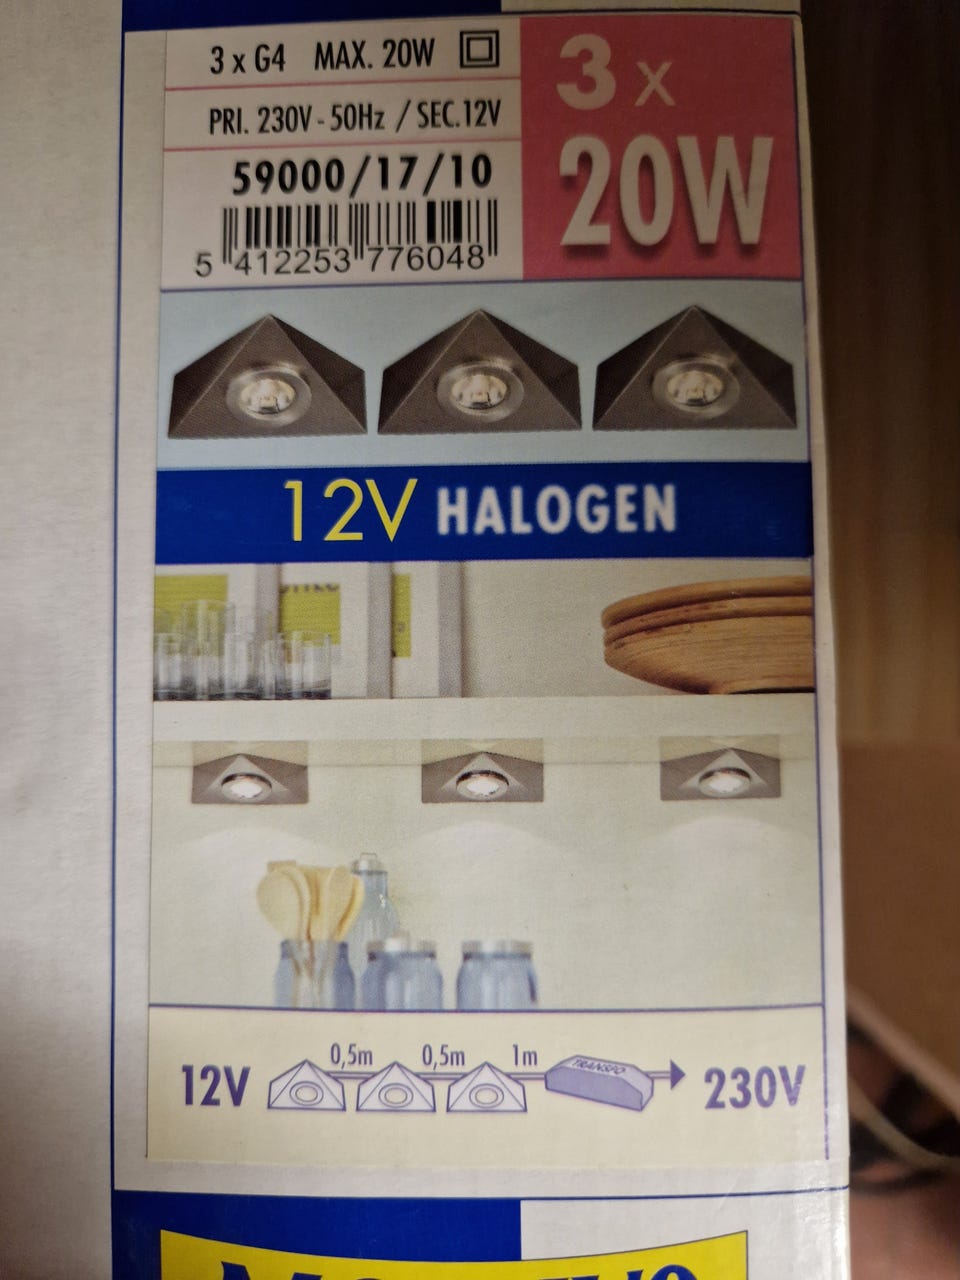 3 x G4 MAX. 20W
PRI. 230V - 50Hz / SEC.12V
59000/17/10
5 412253 776048
3 x
20W
12V HALOGEN
0,5m 0,5m 1m
12V TRANSFO 230V